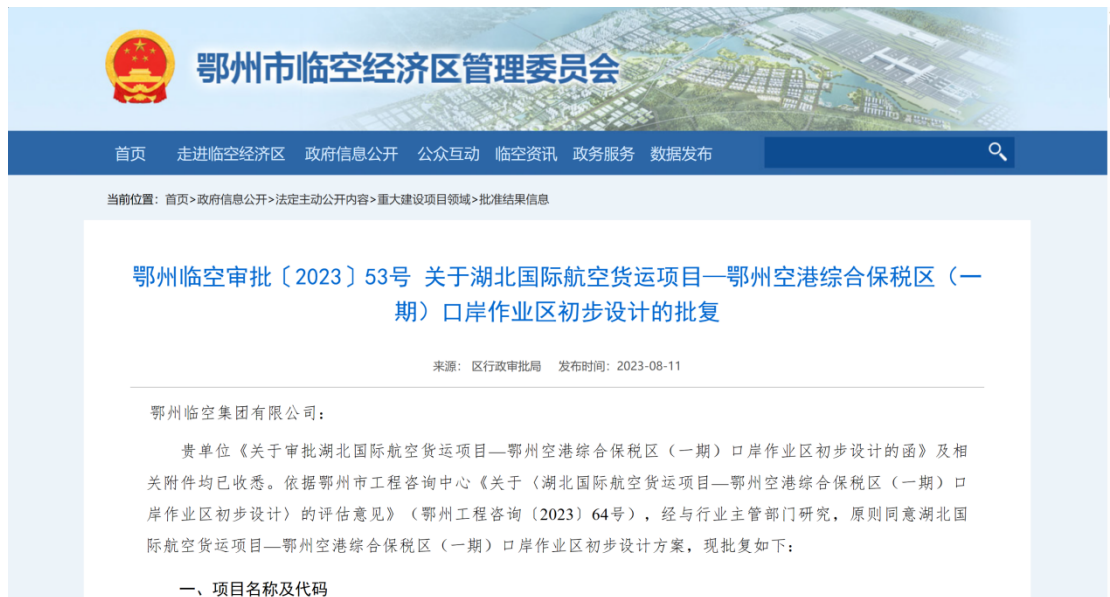 鄂州市临空经济区管理委员会
首页 走进临空经济区 政府信息公开 公众互动 临空资讯 政务服务 数据发布
当前位置：首页>政府信息公开>法定主动公开内容>重大建设项目领域>批准结果信息
鄂州临空审批〔2023〕53号 关于湖北国际航空货运项目—鄂州空港综合保税区（一
期）口岸作业区初步设计的批复
来源： 区行政审批局 发布时间：2023-08-11
鄂州临空集团有限公司：
贵单位《关于审批湖北国际航空货运项目—鄂州空港综合保税区（一期）口岸作业区初步设计的函》及相
关附件均已收悉。依据鄂州市工程咨询中心《关于〈湖北国际航空货运项目—鄂州空港综合保税区（一期）口
岸作业区初步设计〉的评估意见》（鄂州工程咨询〔2023〕64号），经与行业主管部门研究，原则同意湖北国
际航空货运项目—鄂州空港综合保税区（一期）口岸作业区初步设计方案，现批复如下：
一、项目名称及代码